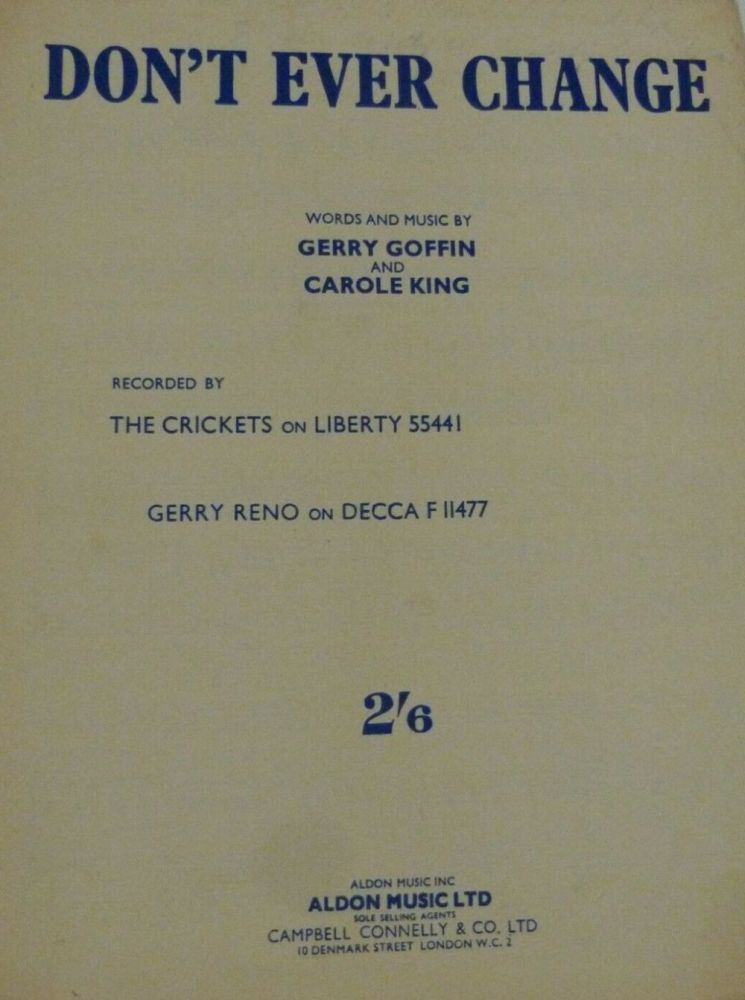 DON'T EVER CHANGE
WORDS AND MUSIC BY
GERRY GOFFIN
AND
CAROLE KING
RECORDED BY
THE CRICKETS ON LIBERTY 55441
GERRY RENO ON DECCA F 11477
2/6
ALDON MUSIC INC
ALDON MUSIC LTD
SOLE SELLING AGENTS
CAMPBELL CONNELLY & CO. LTD
10 DENMARK STREET LONDON W.C. 2